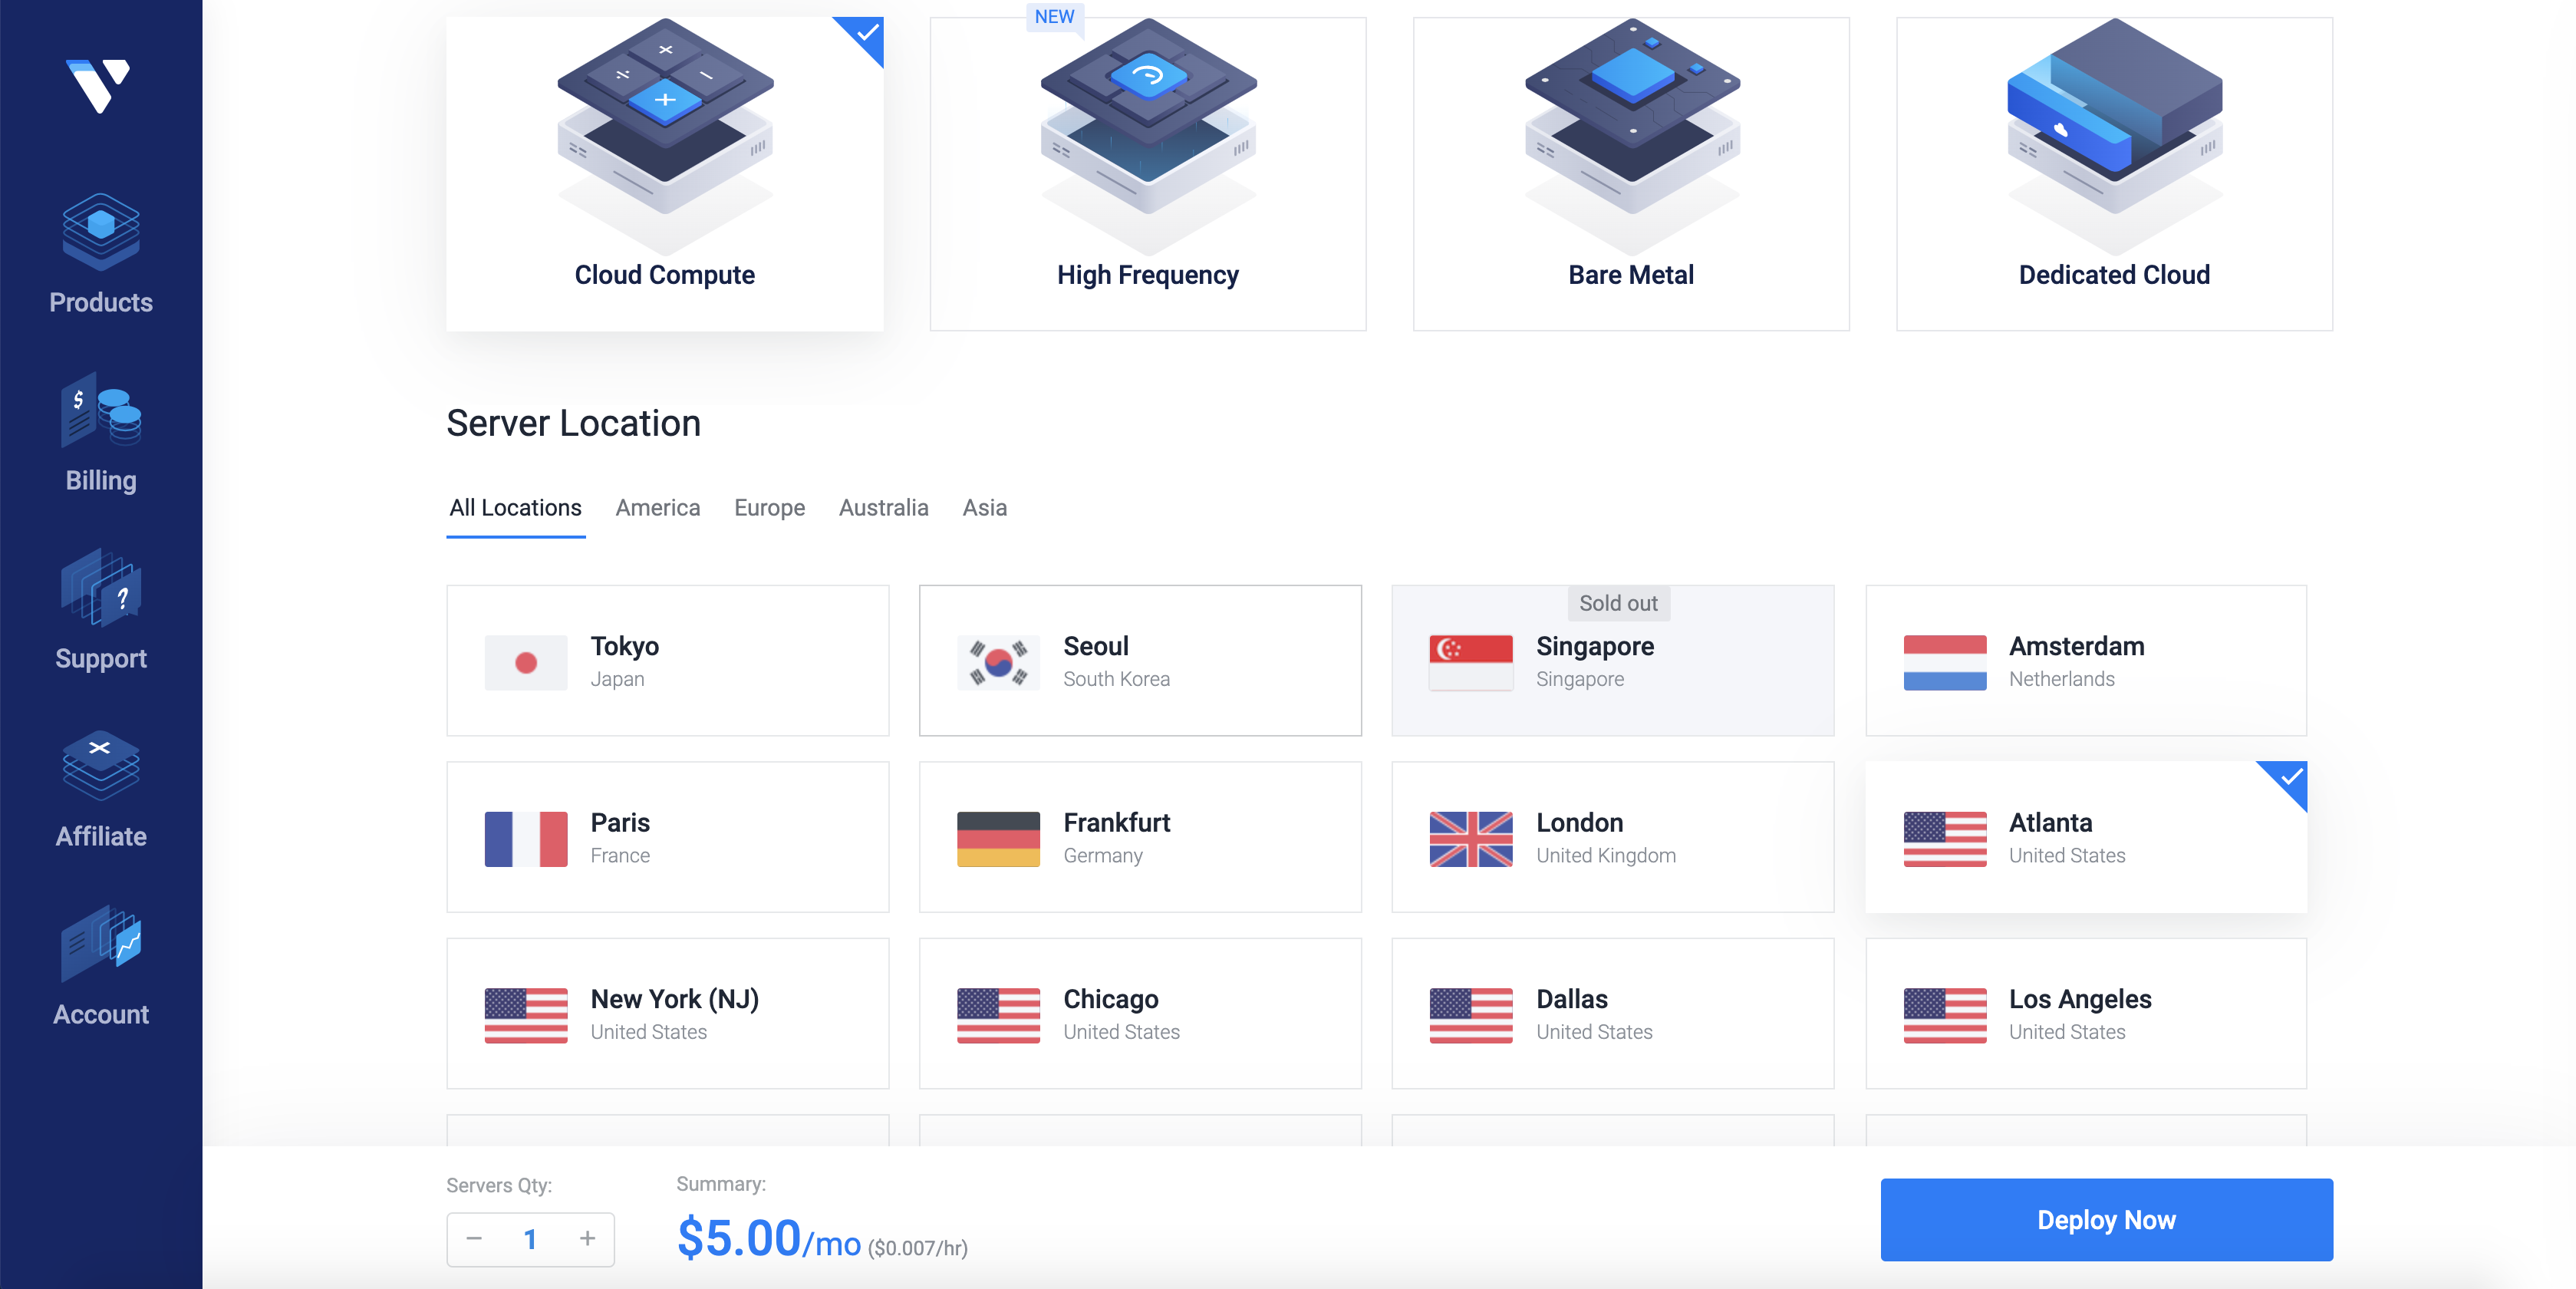 NEW
Cloud Compute
High Frequency
Bare Metal
Dedicated Cloud
Products
Billing
Support
Affiliate
Account
Server Location
All Locations America Europe Australia Asia
Tokyo
Japan
Seoul
South Korea
Sold out
Singapore
Singapore
Amsterdam
Netherlands
Paris
France
Frankfurt
Germany
London
United Kingdom
Atlanta
United States
New York (NJ)
United States
Chicago
United States
Dallas
United States
Los Angeles
United States
Servers Qty:
− 1 +
Summary:
$5.00/mo ($0.007/hr)
Deploy Now